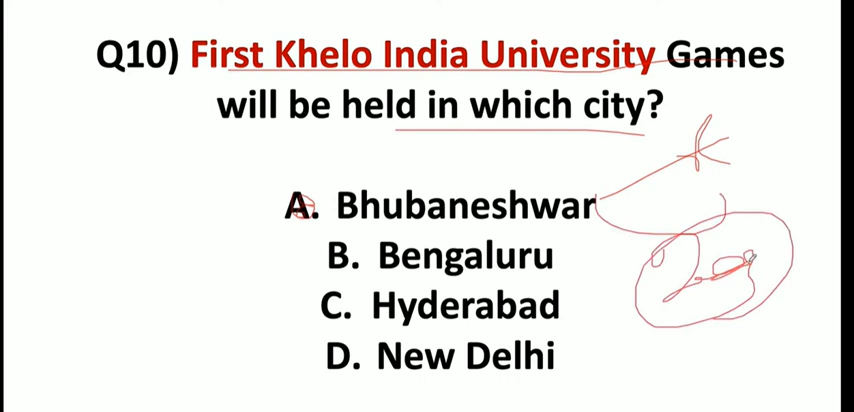 Q10) First Khelo India University Games
will be held in which city?
A. Bhubaneshwar
B. Bengaluru
C. Hyderabad
D. New Delhi